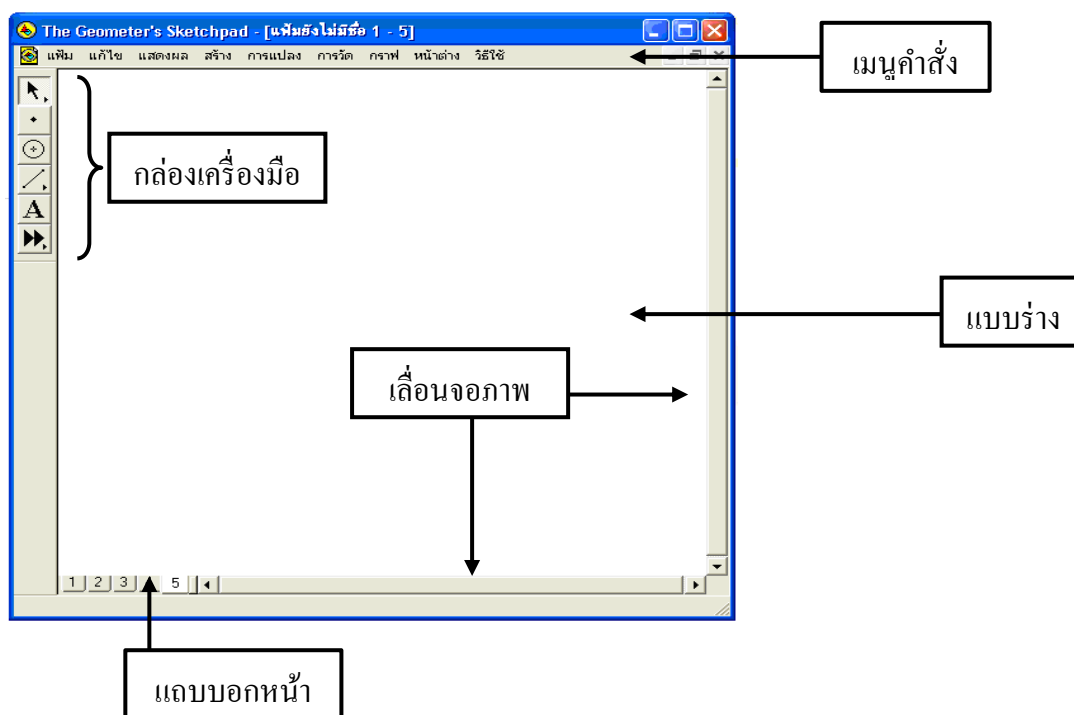 The Geometer's Sketchpad - [แฟ้มยังไม่มีชื่อ 1 - 5]
แฟ้ม แก้ไข แสดงผล สร้าง การแปลง การวัด กราฟ หน้าต่าง วิธีใช้
เมนูคำสั่ง
กล่องเครื่องมือ
A
แบบร่าง
เลื่อนจอภาพ
1 2 3 5
แถบบอกหน้า